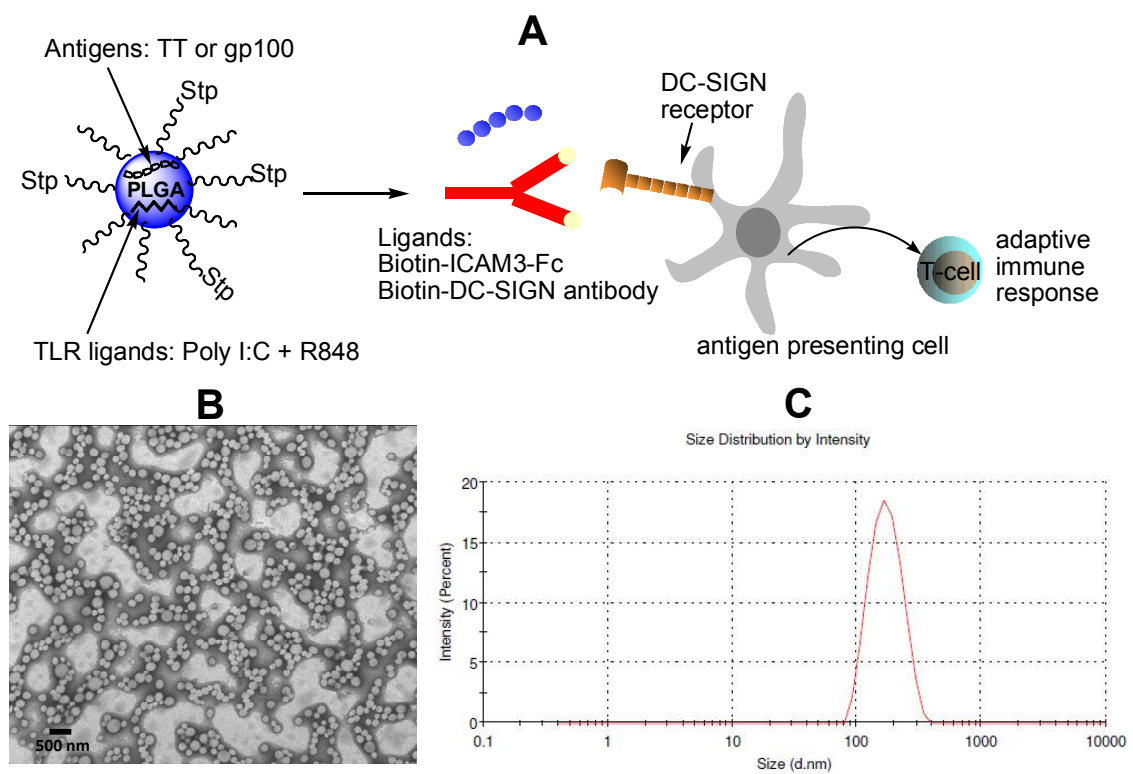 A
Antigens: TT or gp100
Stp
Stp
Stp
Stp
PLGA
TLR ligands: Poly I:C + R848
Ligands:
Biotin-ICAM3-Fc
Biotin-DC-SIGN antibody
DC-SIGN
receptor
antigen presenting cell
T-cell
adaptive
immune
response
B
500 nm
C
Size Distribution by Intensity
Intensity (Percent)
20
15
10
5
0
0.1
1
10
100
1000
10000
Size (d.nm)